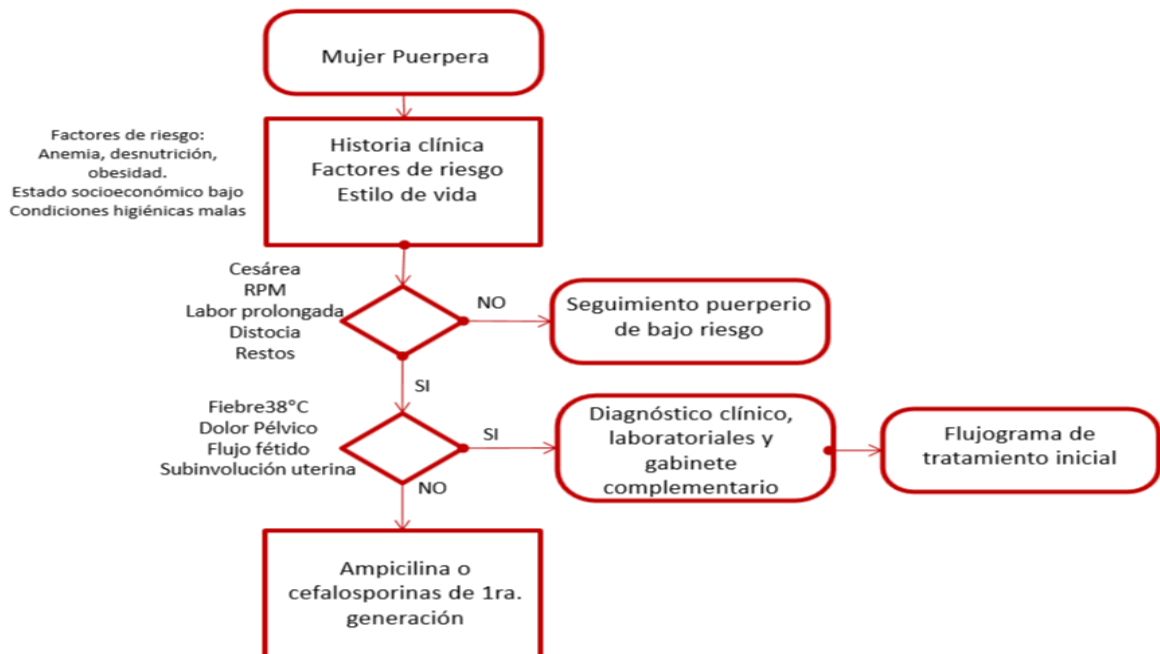 Mujer Puerpera
Factores de riesgo:
Anemia, desnutrición,
obesidad.
Estado socioeconómico bajo
Condiciones higiénicas malas
Historia clínica
Factores de riesgo
Estilo de vida
Cesárea
RPM
Labor prolongada
Distocia
Restos
NO
Seguimiento puerperio
de bajo riesgo
SI
Fiebre38°C
Dolor Pélvico
Flujo fétido
Subinvolución uterina
SI
Diagnóstico clínico,
laboratoriales y
gabinete
complementario
Flujograma de
tratamiento inicial
NO
Ampicilina o
cefalosporinas de 1ra.
generación